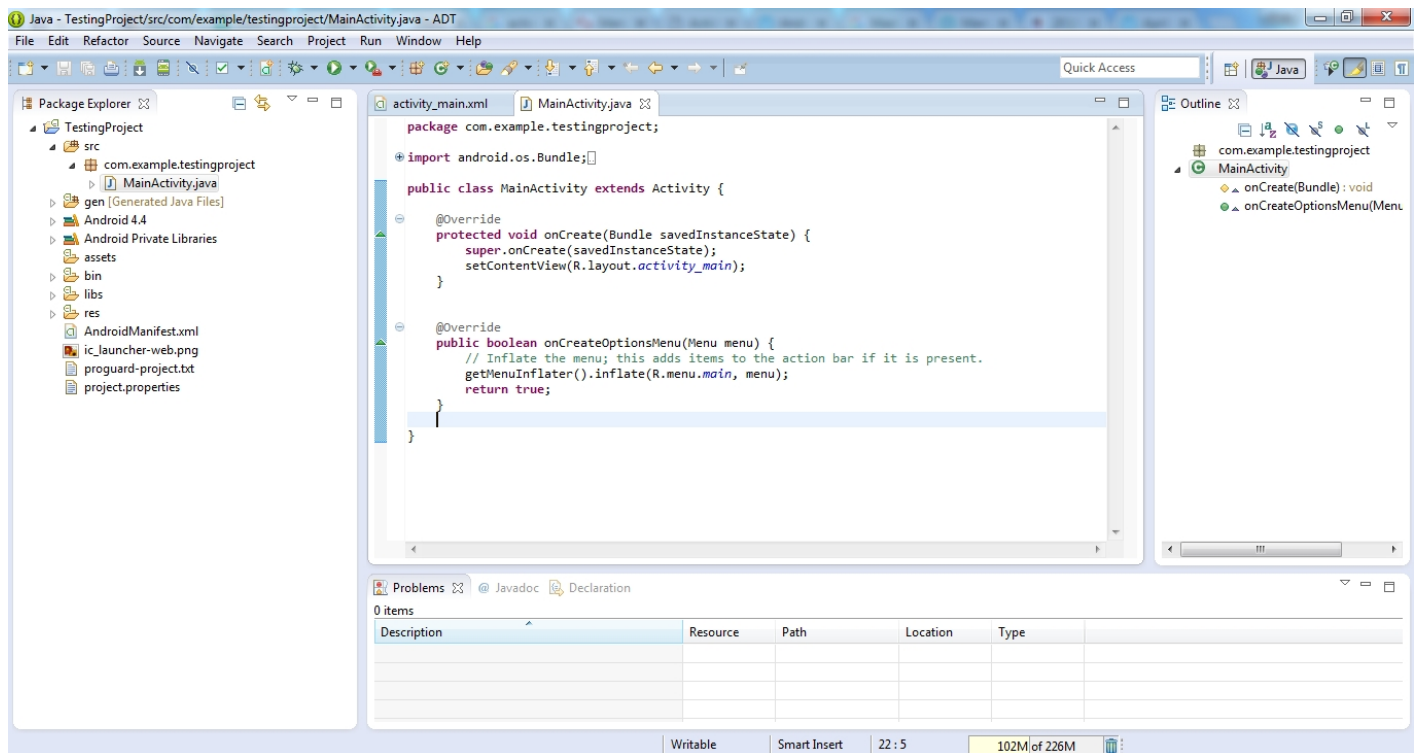 Java - TestingProject/src/com/example/testingproject/MainActivity.java - ADT
File Edit Refactor Source Navigate Search Project Run Window Help
Quick Access
Java
Package Explorer
TestingProject
src
com.example.testingproject
MainActivity.java
gen [Generated Java Files]
Android 4.4
Android Private Libraries
assets
bin
libs
res
AndroidManifest.xml
ic_launcher-web.png
proguard-project.txt
project.properties
activity_main.xml MainActivity.java
package com.example.testingproject;
import android.os.Bundle;
public class MainActivity extends Activity {
@Override
protected void onCreate(Bundle savedInstanceState) {
super.onCreate(savedInstanceState);
setContentView(R.layout.activity_main);
}
@Override
public boolean onCreateOptionsMenu(Menu menu) {
// Inflate the menu; this adds items to the action bar if it is present.
getMenuInflater().inflate(R.menu.main, menu);
return true;
}
}
Outline
com.example.testingproject
MainActivity
onCreate(Bundle) : void
onCreateOptionsMenu(Menu
Problems @ Javadoc Declaration
0 items
Description Resource Path Location Type
Writable Smart Insert 22 : 5 102M of 226M